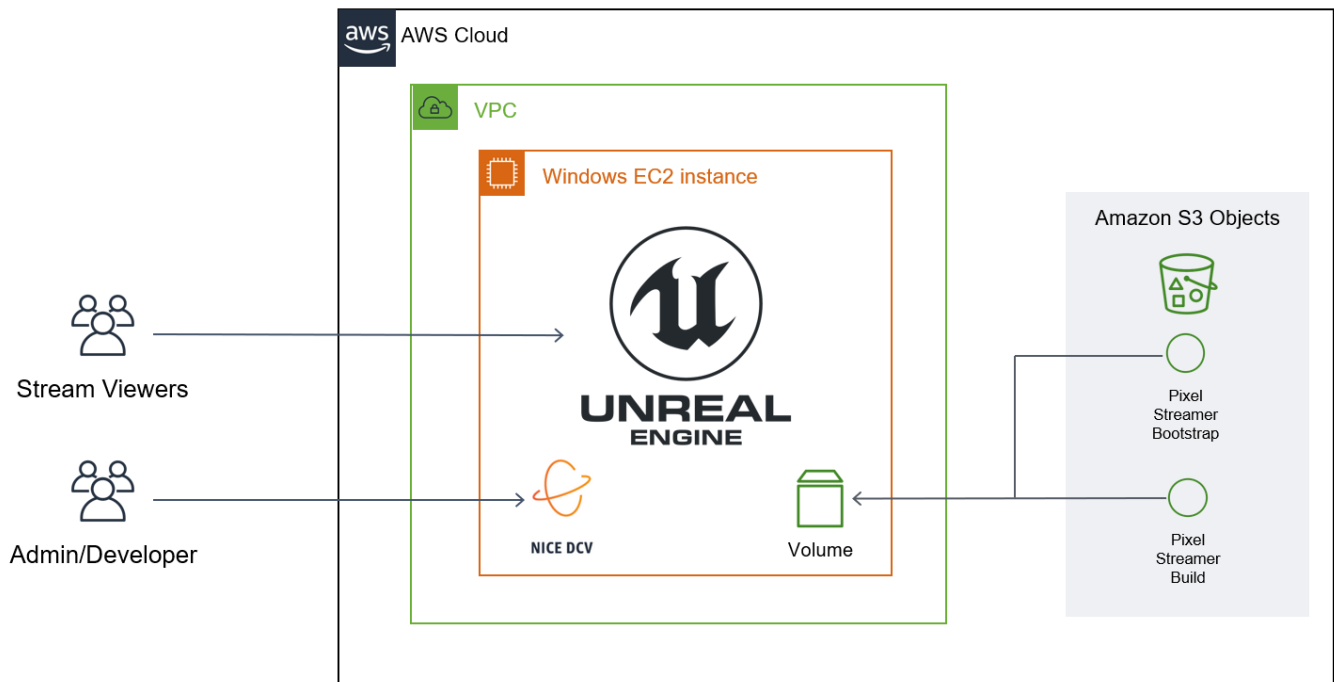 aws
AWS Cloud
VPC
Windows EC2 instance
Amazon S3 Objects
UNREAL
ENGINE
Stream Viewers
Pixel
Streamer
Bootstrap
Admin/Developer
NICE DCV
Volume
Pixel
Streamer
Build